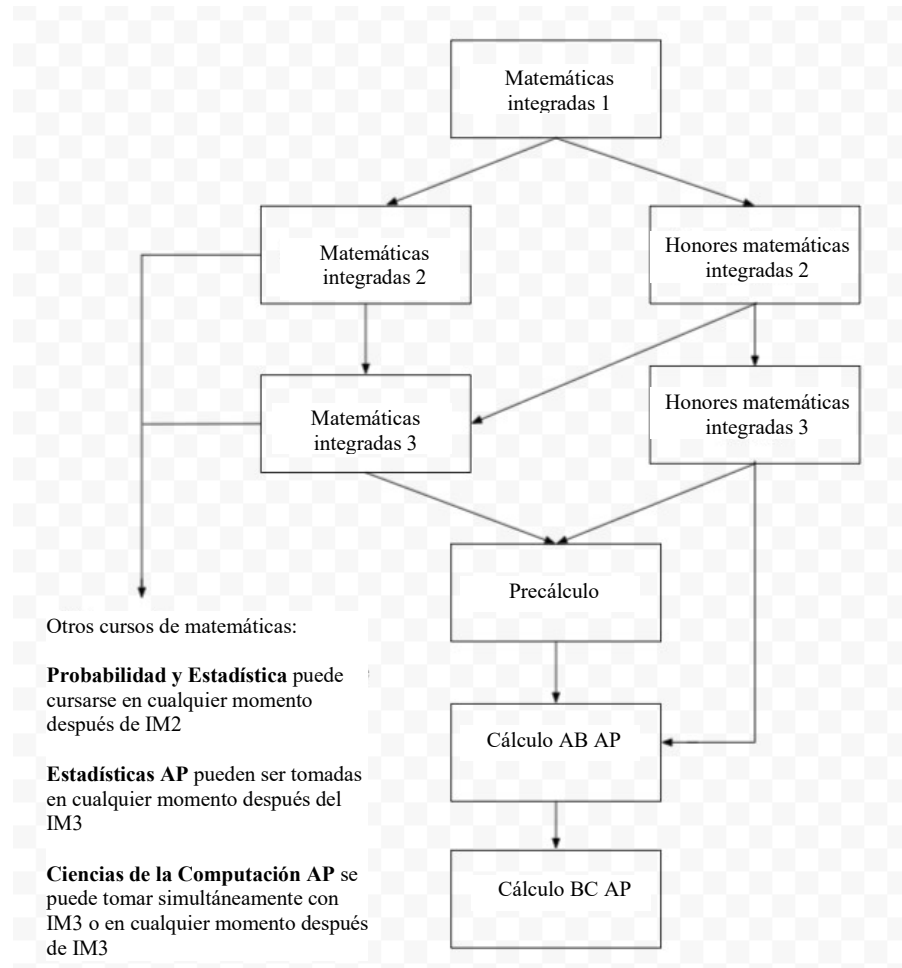 Matemáticas
integradas 1
Matemáticas
integradas 2
Honores matemáticas
integradas 2
Matemáticas
integradas 3
Honores matemáticas
integradas 3
Precálculo
Cálculo AB AP
Cálculo BC AP
Otros cursos de matemáticas:
Probabilidad y Estadística puede
cursarse en cualquier momento
después de IM2
Estadísticas AP pueden ser tomadas
en cualquier momento después del
IM3
Ciencias de la Computación AP se
puede tomar simultáneamente con
IM3 o en cualquier momento después
de IM3